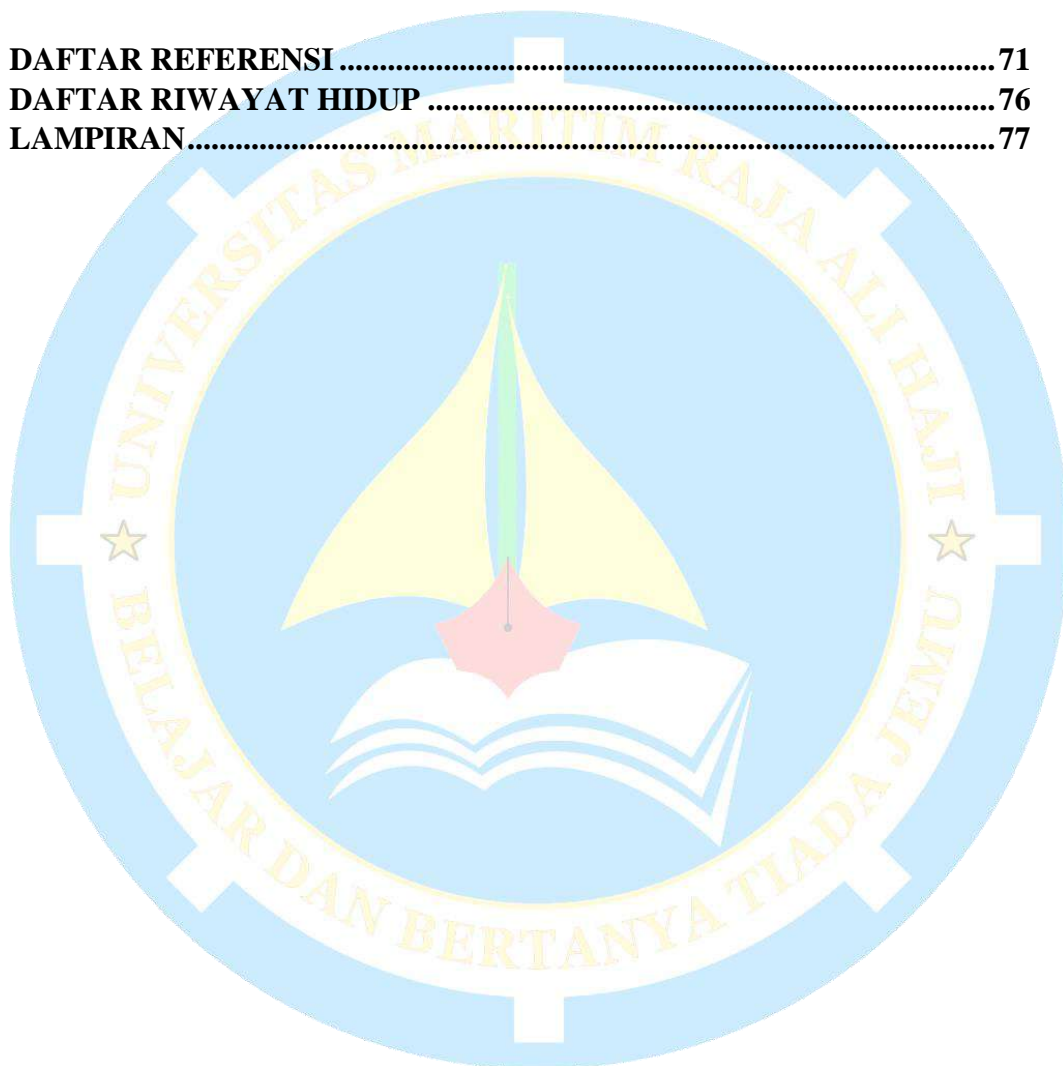 DAFTAR REFERENSI ................................................................................... 71
DAFTAR RIWAYAT HIDUP ........................................................................ 76
LAMPIRAN...................................................................................................... 77
UNIVERSITAS MARITIM RAJA ALI HAJI
BELAJAR DAN BERTANYA TIADA JEMU